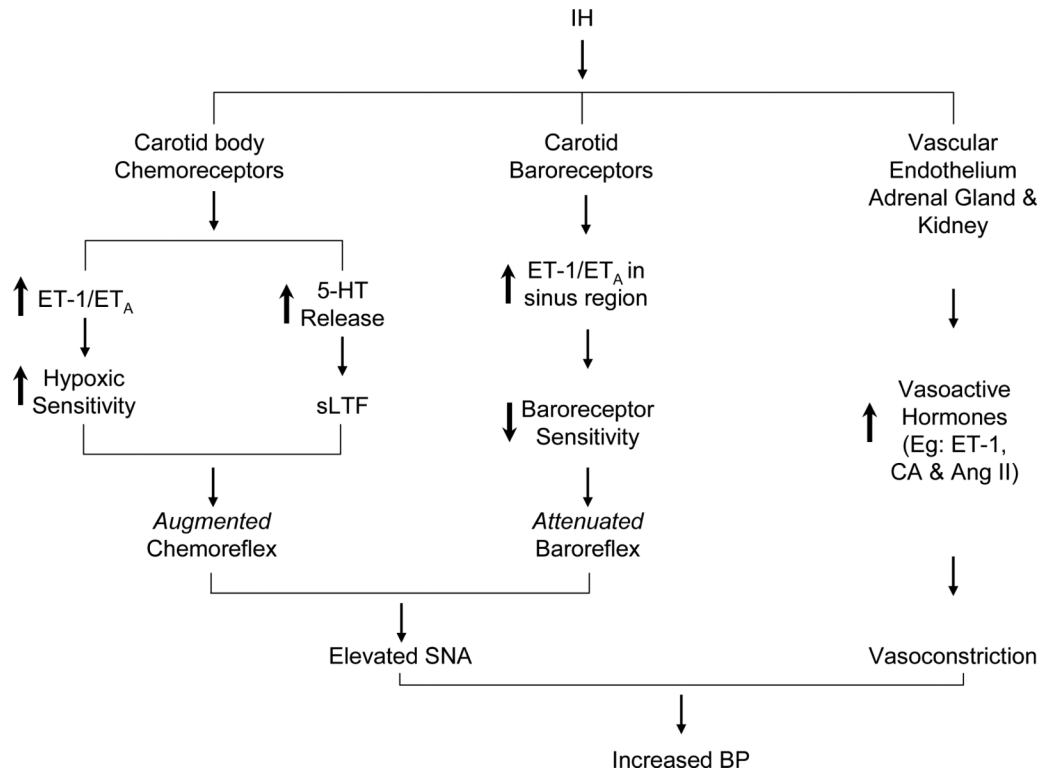 IH
Carotid body
Chemoreceptors
Carotid
Baroreceptors
Vascular
Endothelium
Adrenal Gland &
Kidney
ET-1/ETA
5-HT
Release
ET-1/ETA in
sinus region
Hypoxic
Sensitivity
sLTF
Baroreceptor
Sensitivity
Vasoactive
Hormones
(Eg: ET-1,
CA & Ang II)
Augmented
Chemoreflex
Attenuated
Baroreflex
Elevated SNA
Vasoconstriction
Increased BP